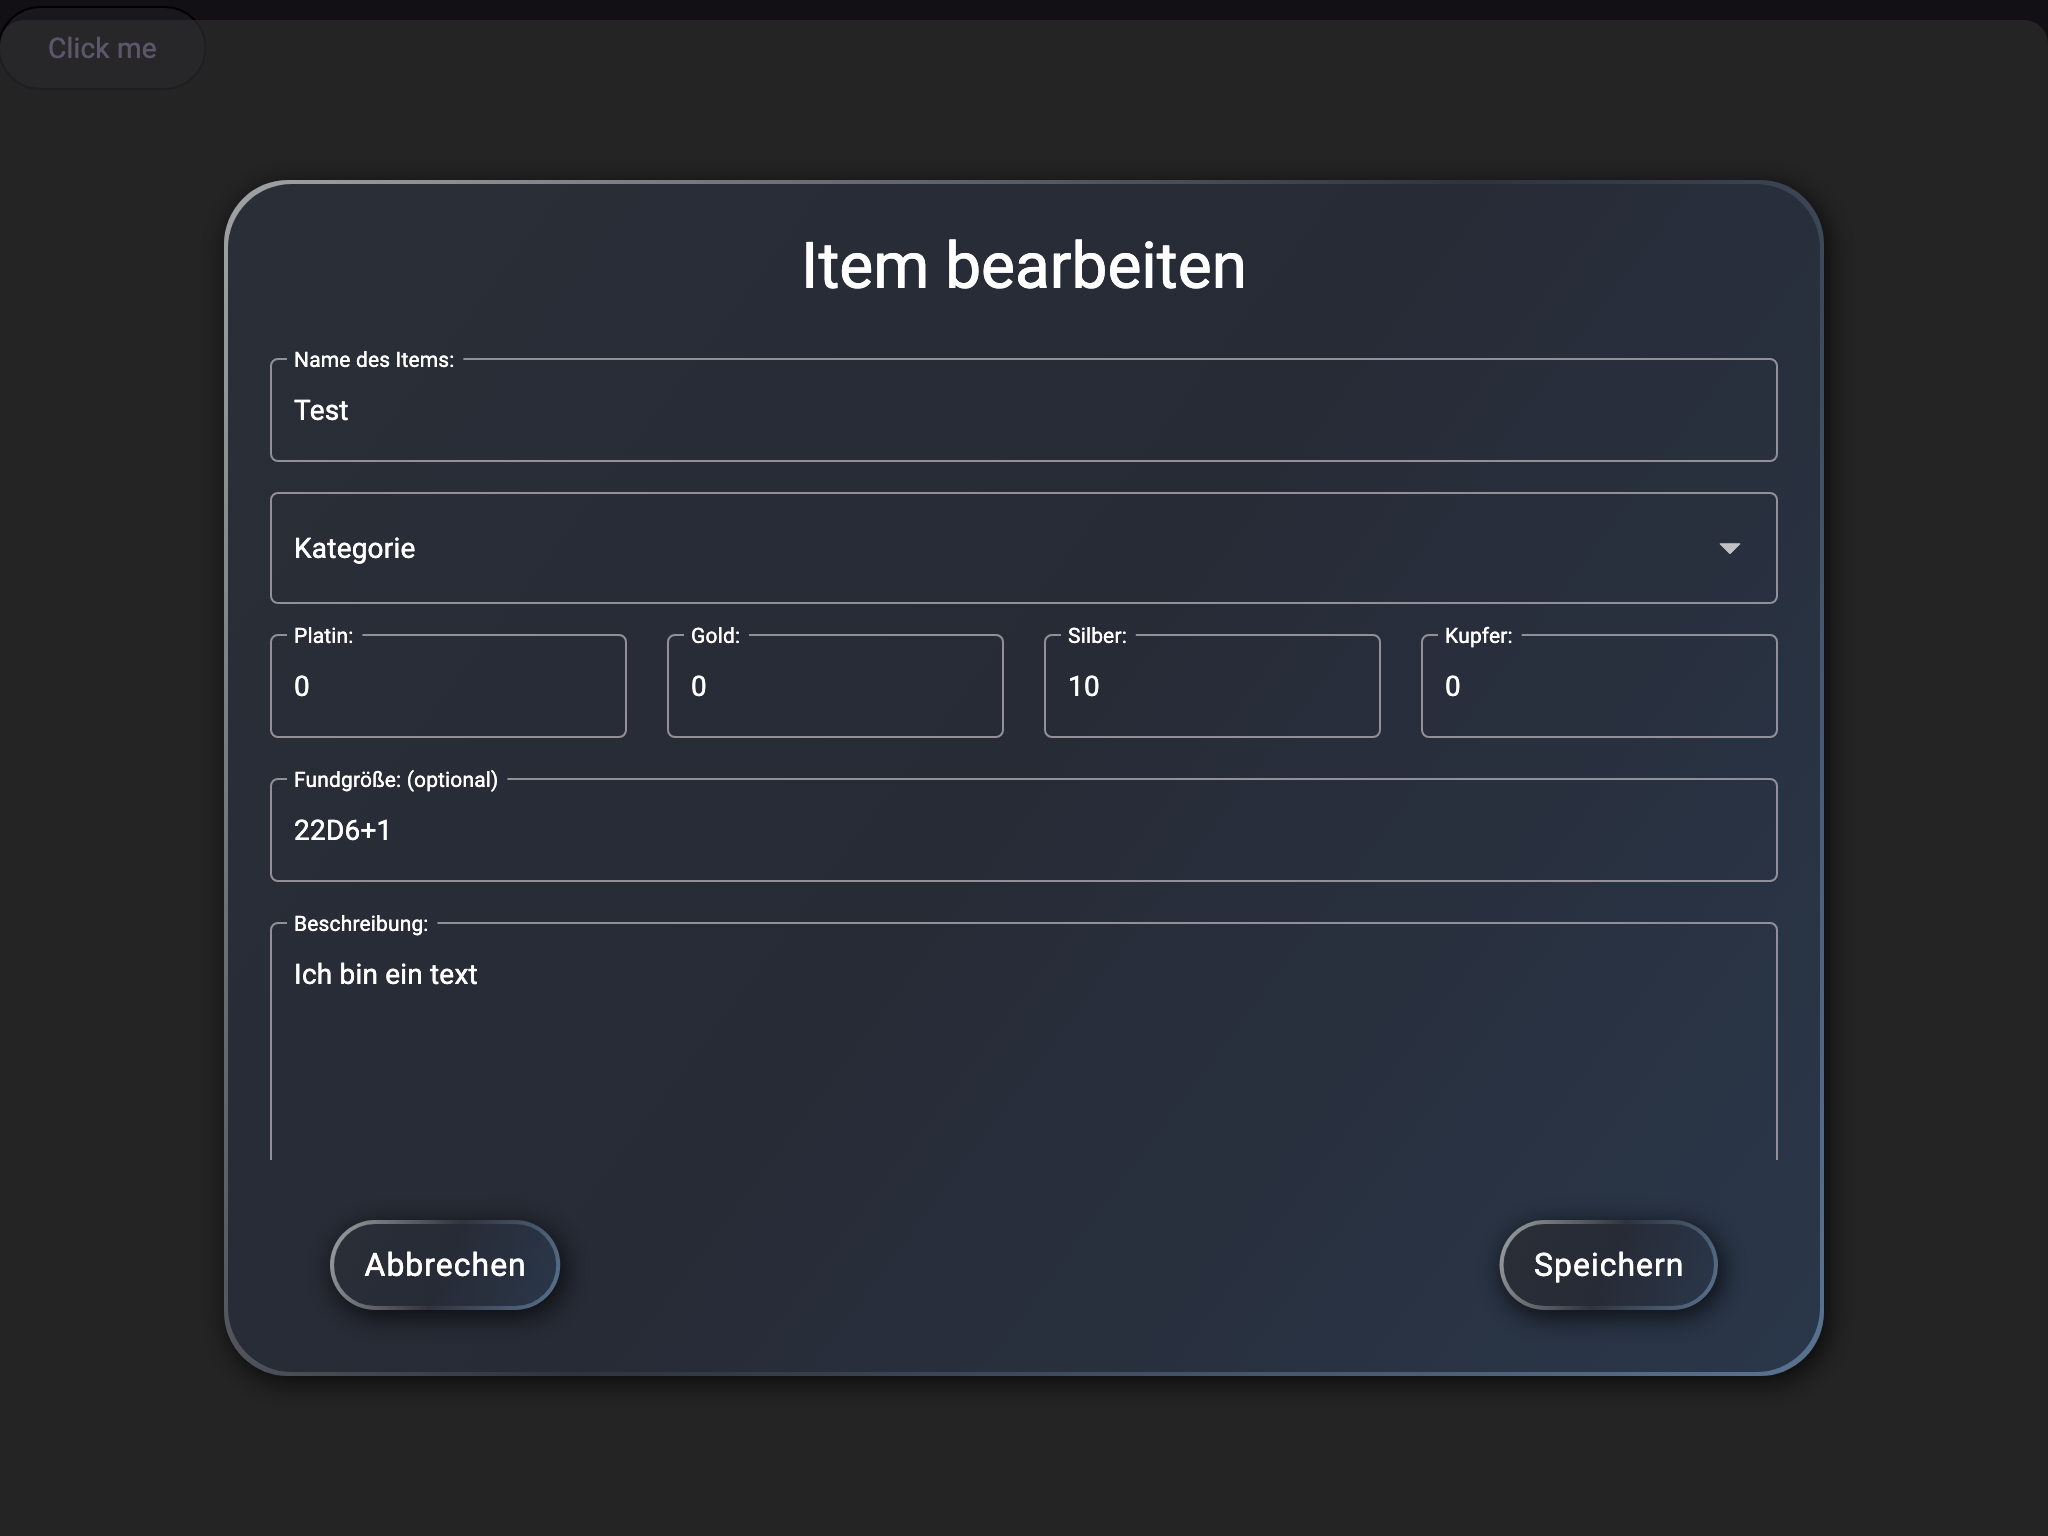 Click me
Item bearbeiten
Name des Items:
Test
Kategorie
Platin: Gold: Silber: Kupfer:
0 0 10 0
Fundgröße: (optional)
22D6+1
Beschreibung:
Ich bin ein text
Abbrechen Speichern